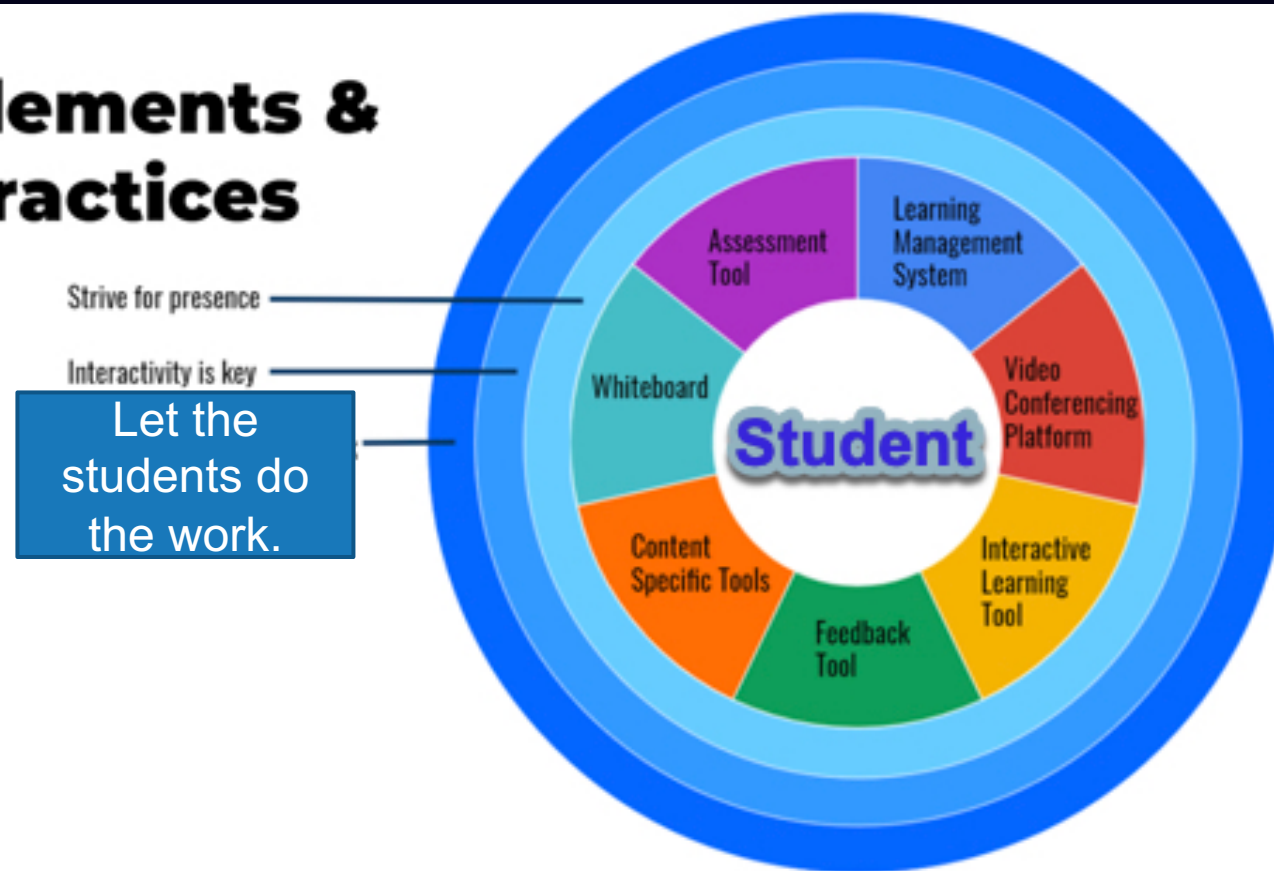 lements &
ractices
Strive for presence
Interactivity is key
Let the
students do
the work.
Assessment
Tool
Learning
Management
System
Whiteboard
Video
Conferencing
Platform
Student
Content
Specific Tools
Interactive
Learning
Tool
Feedback
Tool